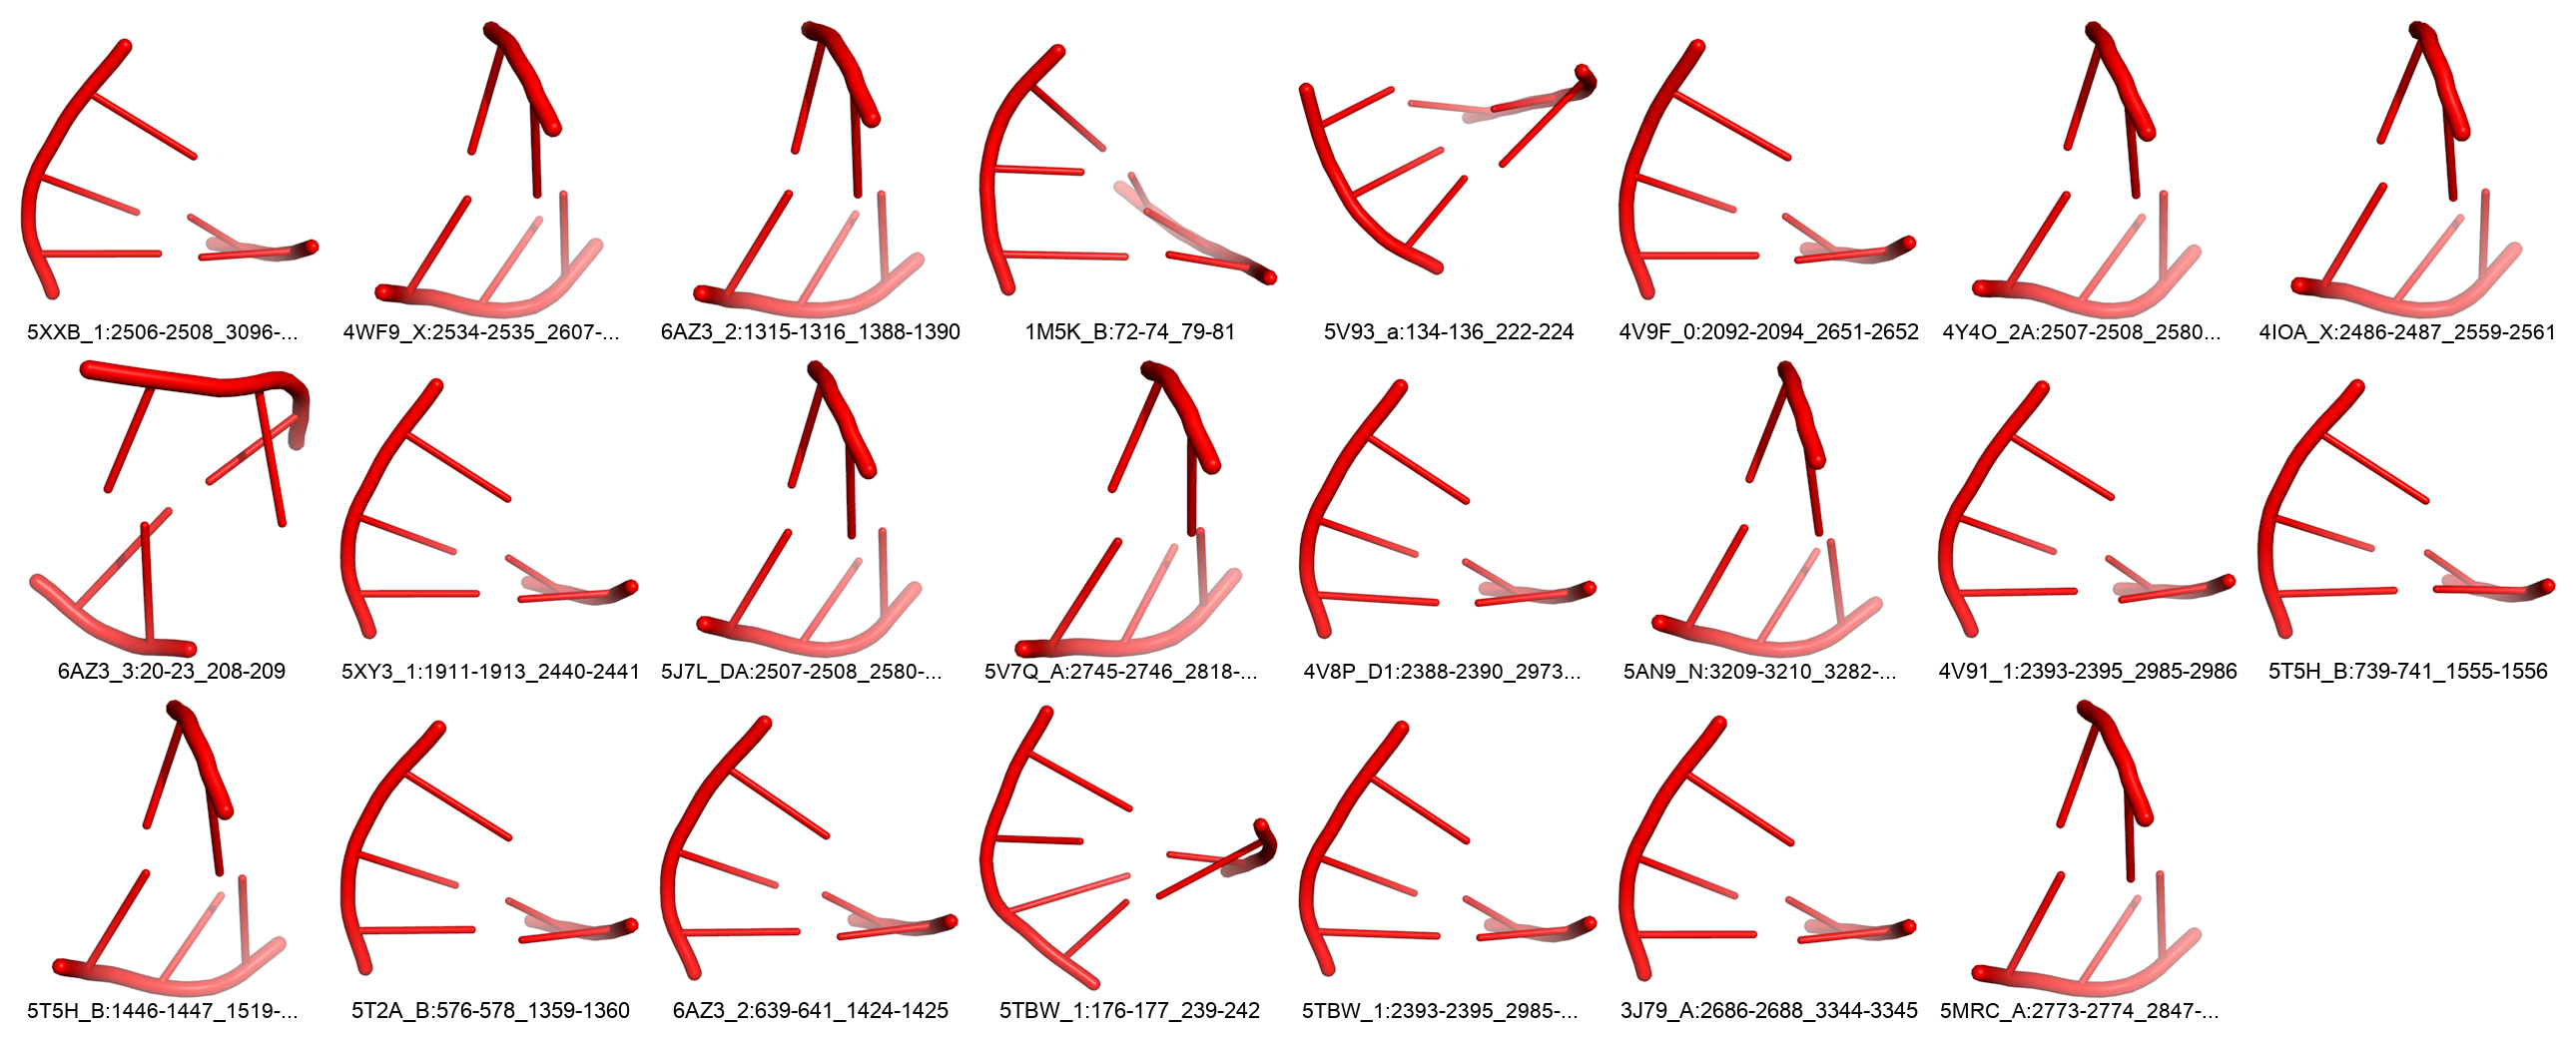 5XXB_1:2506-2508_3096-...
4WF9_X:2534-2535_2607-...
6AZ3_2:1315-1316_1388-1390
1M5K_B:72-74_79-81
5V93_a:134-136_222-224
4V9F_0:2092-2094_2651-2652
4Y4O_2A:2507-2508_2580...
4IOA_X:2486-2487_2559-2561
6AZ3_3:20-23_208-209
5XY3_1:1911-1913_2440-2441
5J7L_DA:2507-2508_2580-...
5V7Q_A:2745-2746_2818-...
4V8P_D1:2388-2390_2973...
5AN9_N:3209-3210_3282-...
4V91_1:2393-2395_2985-2986
5T5H_B:739-741_1555-1556
5T5H_B:1446-1447_1519-...
5T2A_B:576-578_1359-1360
6AZ3_2:639-641_1424-1425
5TBW_1:176-177_239-242
5TBW_1:2393-2395_2985-...
3J79_A:2686-2688_3344-3345
5MRC_A:2773-2774_2847-...